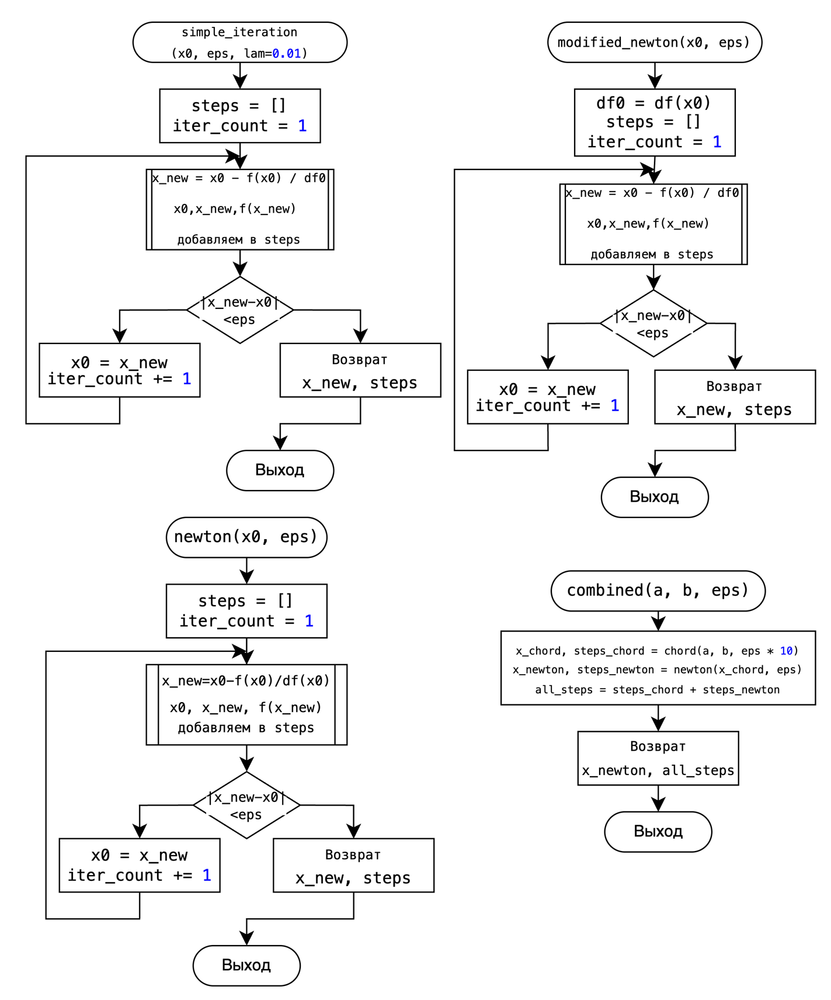 simple_iteration
(x0, eps, lam=0.01)
steps = []
iter_count = 1
x_new = x0 − f(x0) / df0
x0,x_new,f(x_new)
добавляем в steps
|x_new−x0|
<eps
x0 = x_new
iter_count += 1
Возврат
x_new, steps
Выход
modified_newton(x0, eps)
df0 = df(x0)
steps = []
iter_count = 1
x_new = x0 − f(x0) / df0
x0,x_new,f(x_new)
добавляем в steps
|x_new−x0|
<eps
x0 = x_new
iter_count += 1
Возврат
x_new, steps
Выход
newton(x0, eps)
steps = []
iter_count = 1
x_new=x0−f(x0)/df(x0)
x0, x_new, f(x_new)
добавляем в steps
|x_new−x0|
<eps
x0 = x_new
iter_count += 1
Возврат
x_new, steps
Выход
combined(a, b, eps)
x_chord, steps_chord = chord(a, b, eps * 10)
x_newton, steps_newton = newton(x_chord, eps)
all_steps = steps_chord + steps_newton
Возврат
x_newton, all_steps
Выход